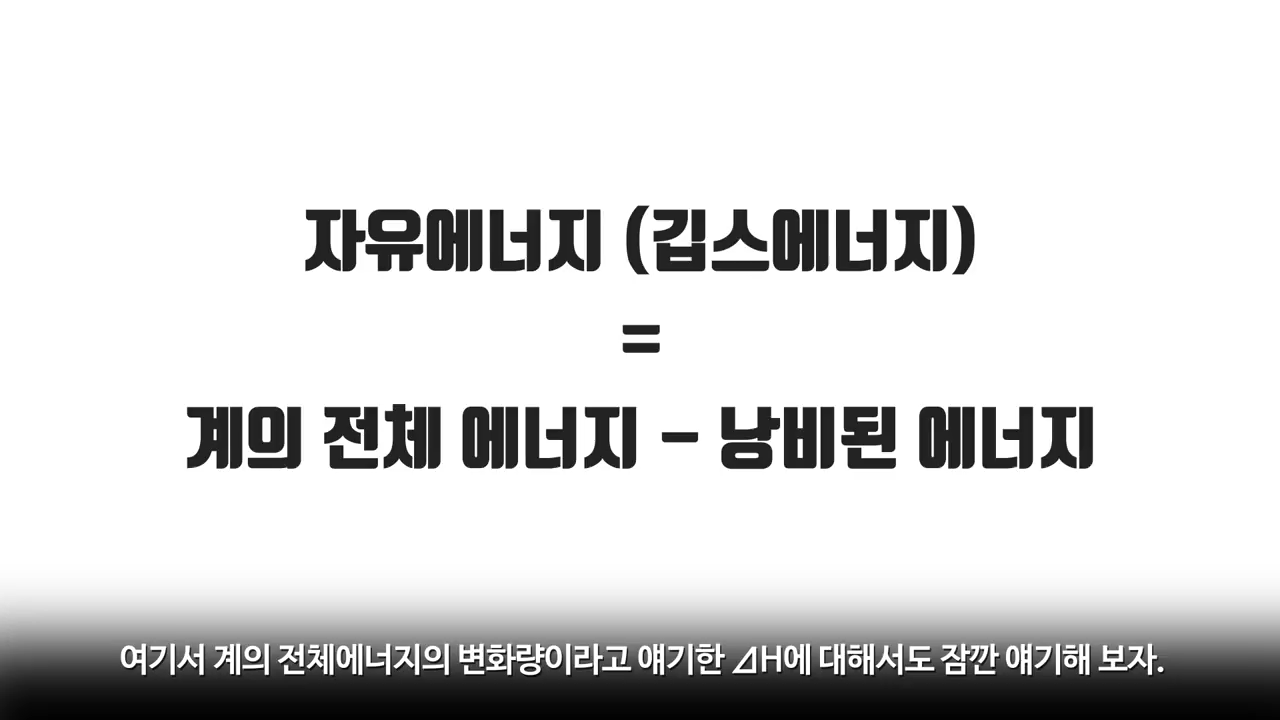 자유에너지 (깁스에너지)
=
계의 전체 에너지 - 낭비된 에너지
여기서 계의 전체에너지의 변화량이라고 얘기한 ⊿H에 대해서도 잠깐 얘기해 보자.